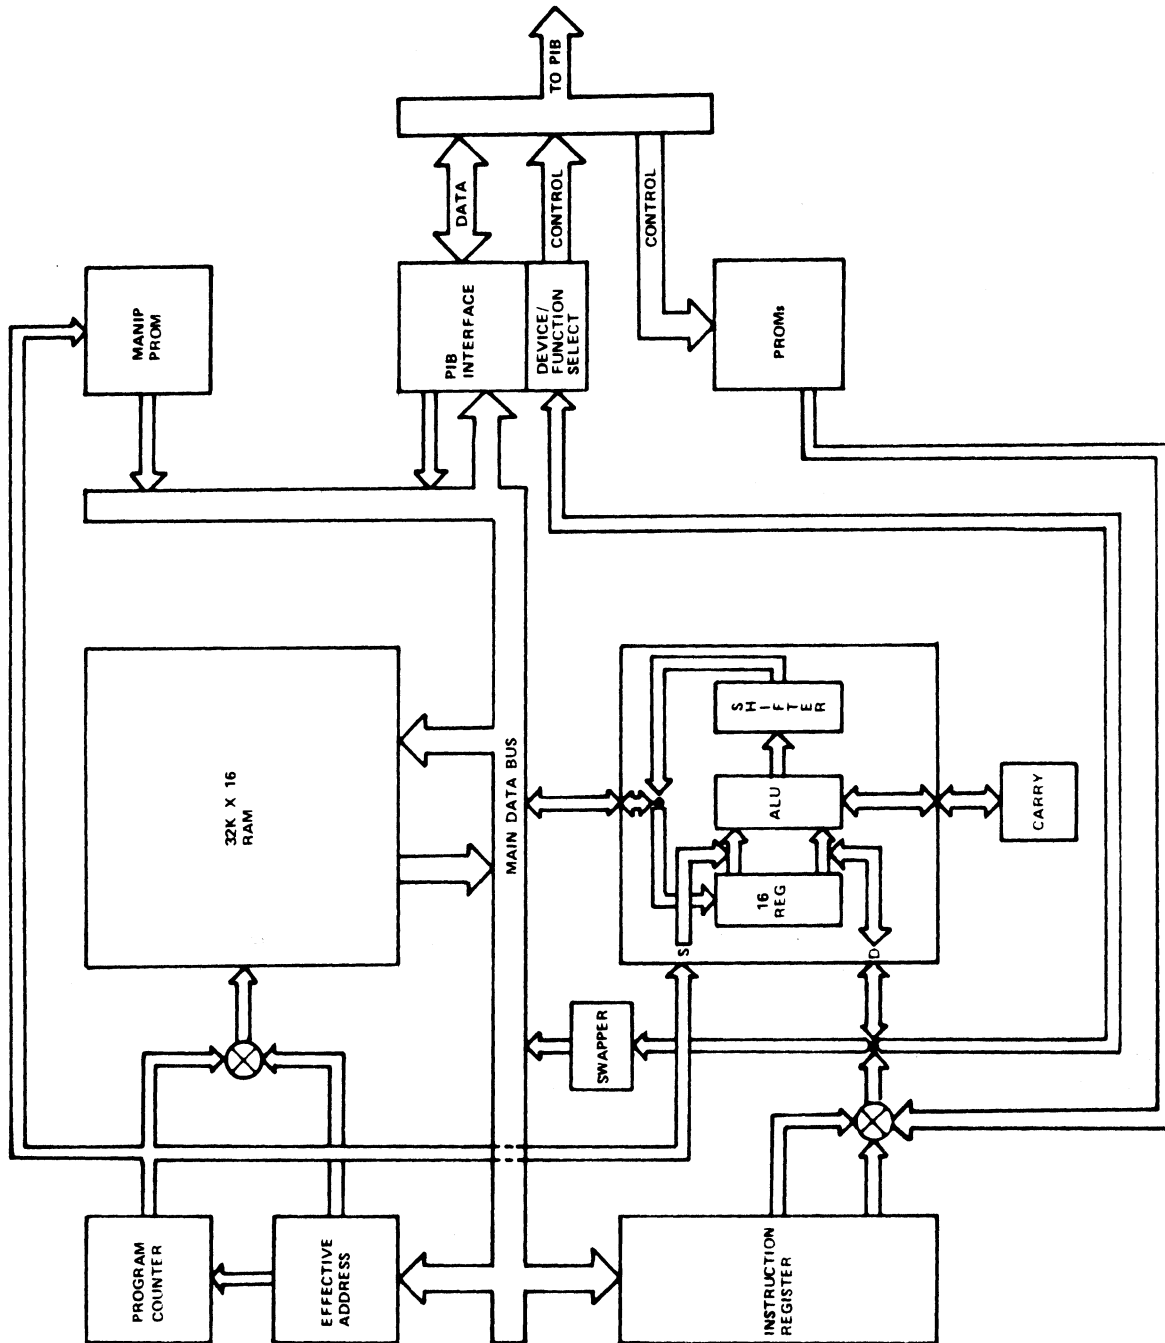 PROGRAM
COUNTER
EFFECTIVE
ADDRESS
INSTRUCTION
REGISTER
SWAPPER
32K X 16
RAM
MAIN DATA BUS
S
D
16
REG
ALU
SHIFTER
CARRY
MANIP
PROM
PIB
INTERFACE
DEVICE/
FUNCTION
SELECT
PROMs
DATA
CONTROL
CONTROL
TO PIB